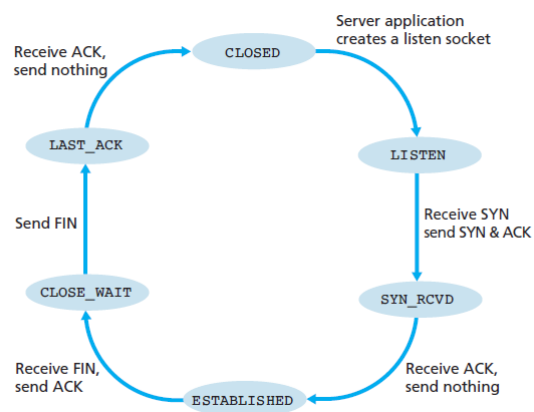 Server application
creates a listen socket
Receive ACK,
send nothing
CLOSED
LAST_ACK
LISTEN
Send FIN
Receive SYN
send SYN & ACK
CLOSE_WAIT
SYN_RCVD
Receive FIN,
send ACK
Receive ACK,
send nothing
ESTABLISHED